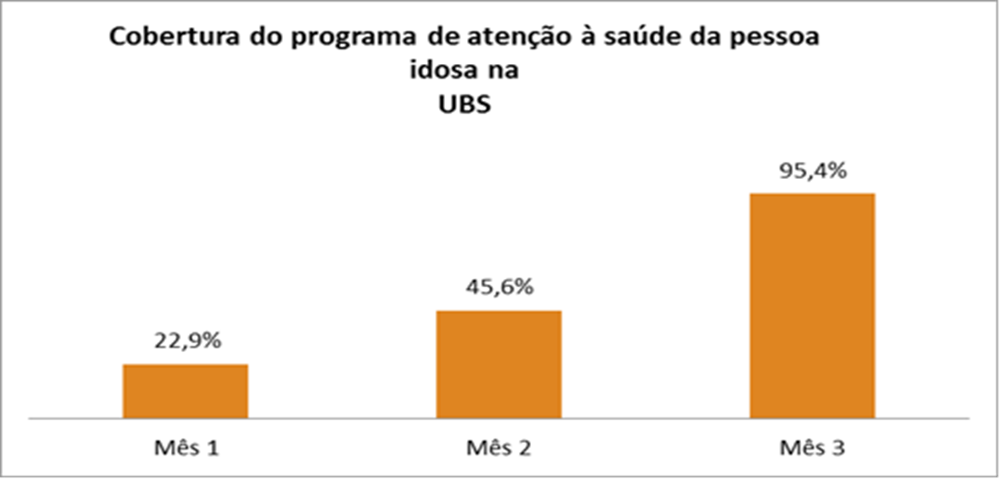 Cobertura do programa de atenção à saúde da pessoa
idosa na
UBS
95,4%
45,6%
22,9%
Mês 1
Mês 2
Mês 3